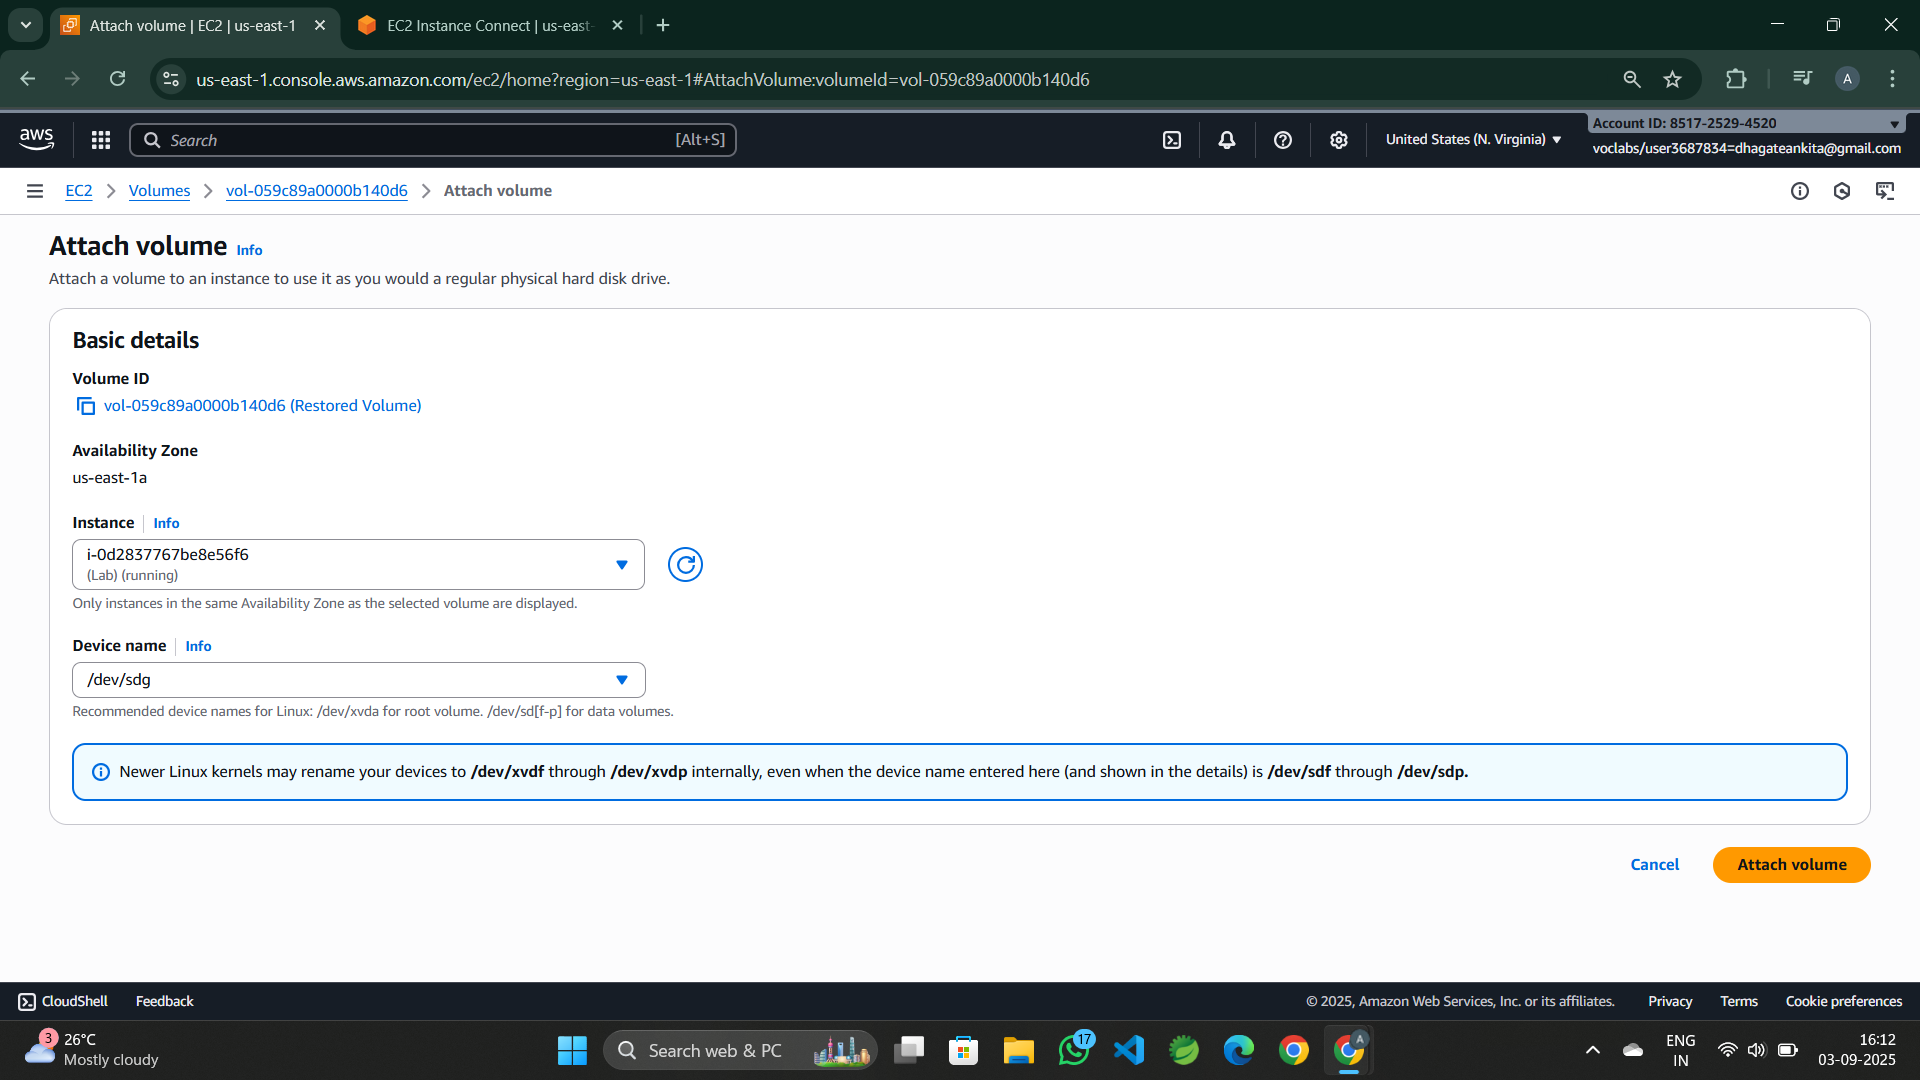 Attach volume | EC2 | us-east-1
EC2 Instance Connect | us-east-
us-east-1.console.aws.amazon.com/ec2/home?region=us-east-1#AttachVolume:volumeId=vol-059c89a0000b140d6
A
aws
Search
[Alt+S]
United States (N. Virginia)
Account ID: 8517-2529-4520
voclabs/user3687834=dhagateankita@gmail.com
EC2
Volumes
vol-059c89a0000b140d6
Attach volume
Attach volume Info
Attach a volume to an instance to use it as you would a regular physical hard disk drive.
Basic details
Volume ID
vol-059c89a0000b140d6 (Restored Volume)
Availability Zone
us-east-1a
Instance Info
i-0d2837767be8e56f6
(Lab) (running)
Only instances in the same Availability Zone as the selected volume are displayed.
Device name Info
/dev/sdg
Recommended device names for Linux: /dev/xvda for root volume. /dev/sd[f-p] for data volumes.
Newer Linux kernels may rename your devices to /dev/xvdf through /dev/xvdp internally, even when the device name entered here (and shown in the details) is /dev/sdf through /dev/sdp.
Cancel
Attach volume
CloudShell
Feedback
© 2025, Amazon Web Services, Inc. or its affiliates.
Privacy
Terms
Cookie preferences
3
26°C
Mostly cloudy
Search web & PC
17
A
ENG
IN
16:12
03-09-2025